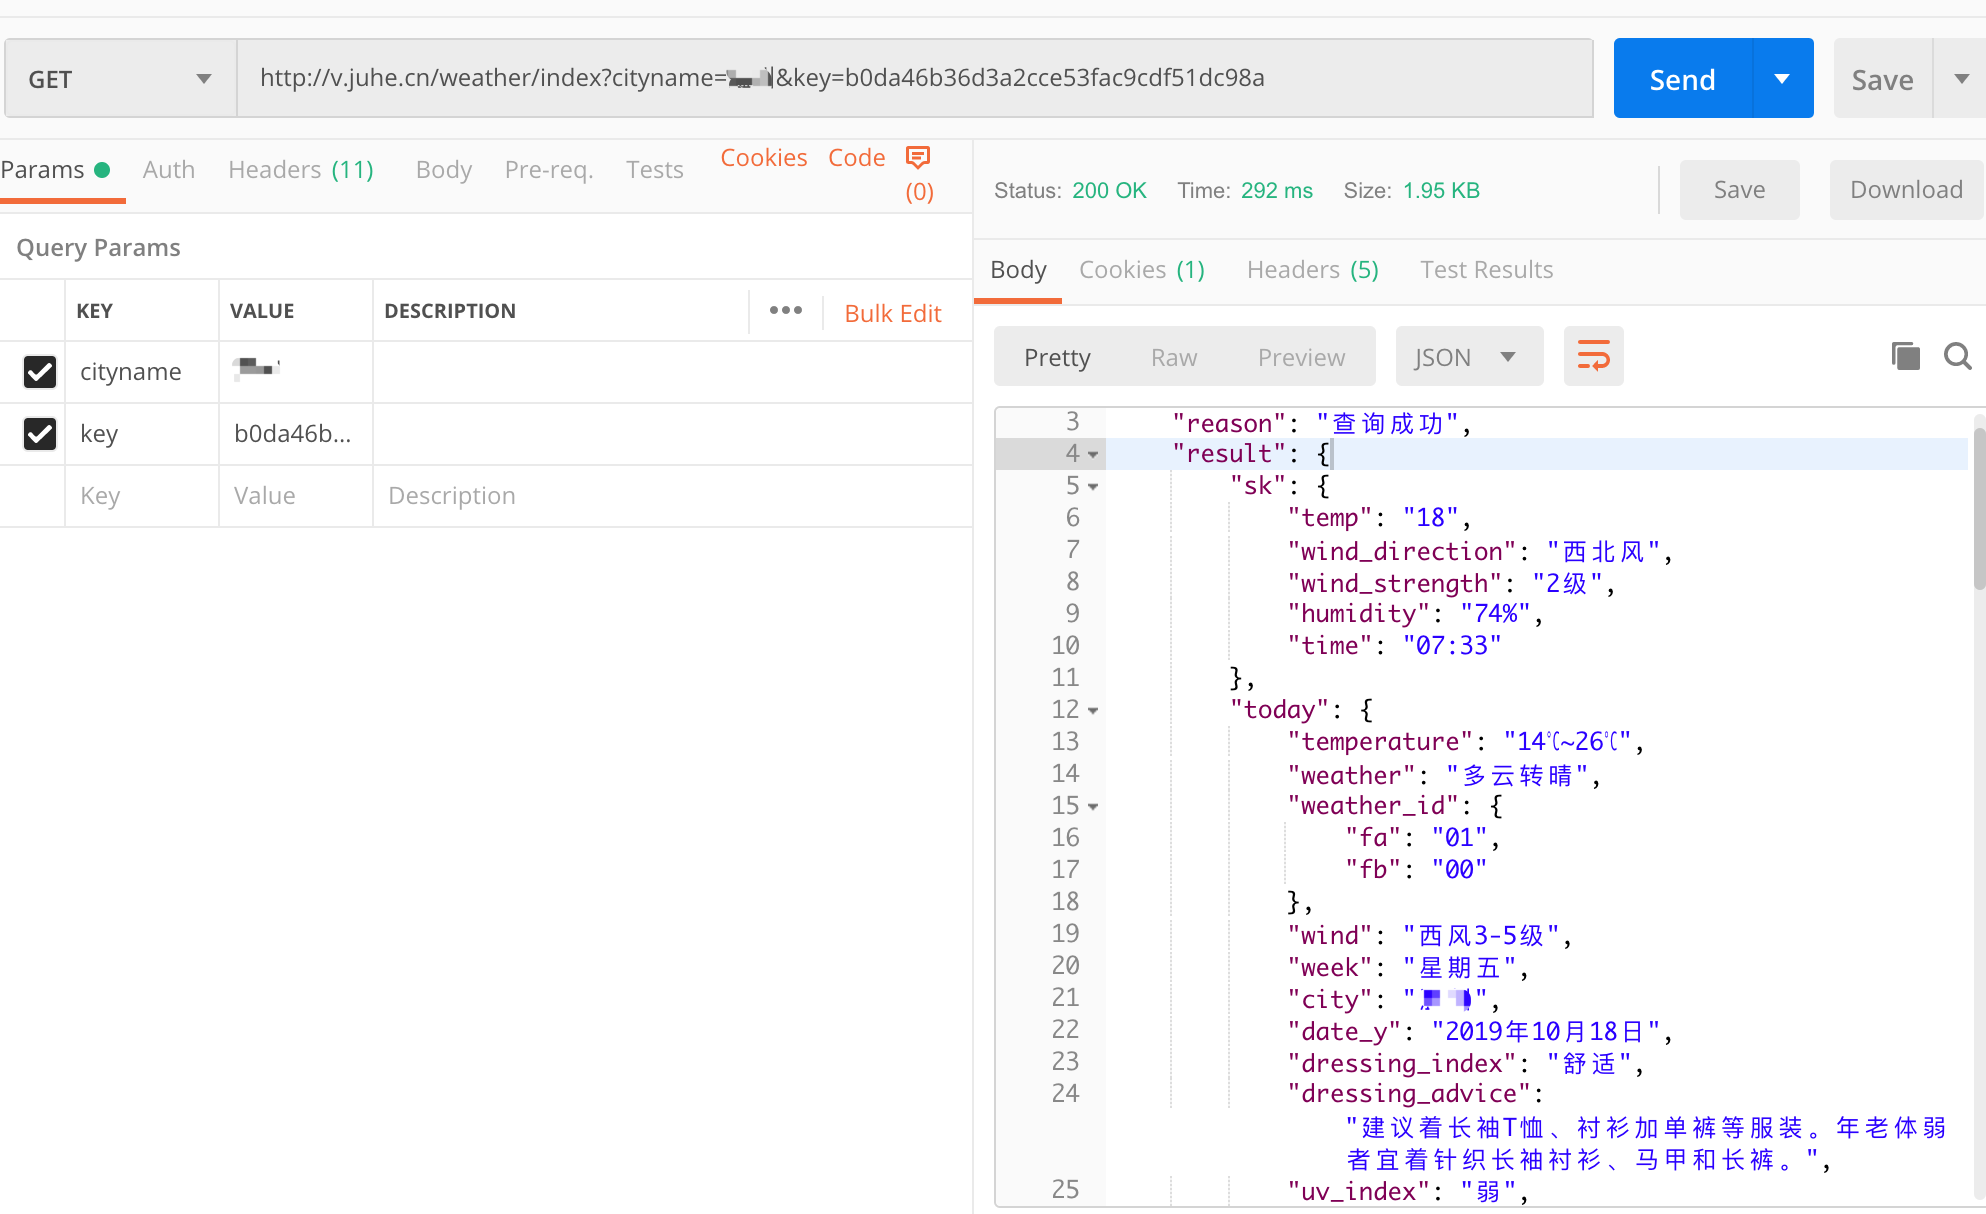 GET
http://v.juhe.cn/weather/index?cityname=
&key=b0da46b36d3a2cce53fac9cdf51dc98a
Send
Save
Params
Auth
Headers (11)
Body
Pre-req.
Tests
Cookies
Code
(0)
Query Params
KEY
VALUE
DESCRIPTION
•••
Bulk Edit
cityname
key
b0da46b...
Key
Value
Description
Status: 200 OK
Time: 292 ms
Size: 1.95 KB
Save
Download
Body
Cookies (1)
Headers (5)
Test Results
Pretty
Raw
Preview
JSON
3 "reason": "查询成功",
4 "result": {
5 "sk": {
6 "temp": "18",
7 "wind_direction": "西北风",
8 "wind_strength": "2级",
9 "humidity": "74%",
10 "time": "07:33"
11 },
12 "today": {
13 "temperature": "14℃~26℃",
14 "weather": "多云转晴",
15 "weather_id": {
16 "fa": "01",
17 "fb": "00"
18 },
19 "wind": "西风3-5级",
20 "week": "星期五",
21 "city": "",
22 "date_y": "2019年10月18日",
23 "dressing_index": "舒适",
24 "dressing_advice":
"建议着长袖T恤、衬衫加单裤等服装。年老体弱
者宜着针织长袖衬衫、马甲和长裤。",
25 "uv_index": "弱",